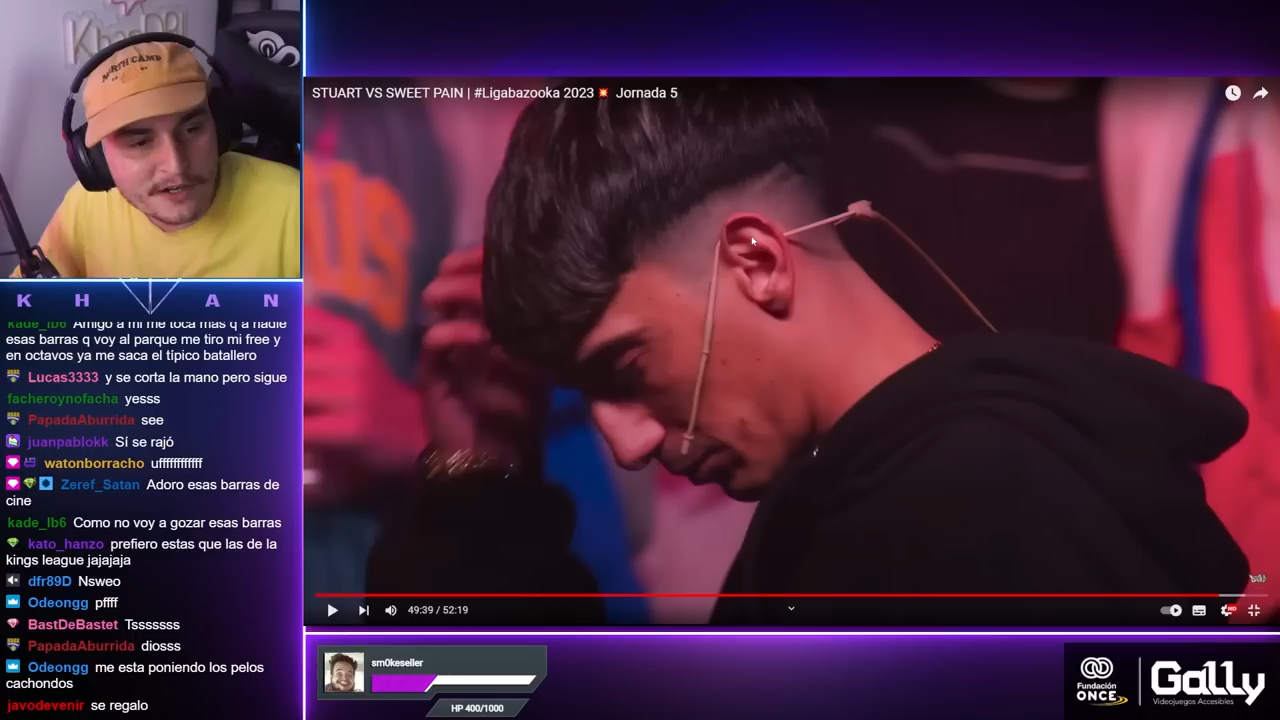 NORTH CAMP
STUART VS SWEET PAIN | #Ligabazooka 2023💥 Jornada 5
K H A N
kade_lb6 Amigo a mi me toca mas q a nadie
esas barras q voy al parque me tiro mi free y
en octavos ya me saca el típico batallero
Lucas3333 y se corta la mano pero sigue
facheroynofacha yesss
PapadaAburrida see
juanpablokk Sí se rajó
watonborracho uffffffffffff
Zeref_Satan Adoro esas barras de
cine
kade_lb6 Como no voy a gozar esas barras
kato_hanzo prefiero estas que las de la
kings league jajajaja
dfr89D Nsweo
Odeongg pffff
BastDeBastet Tsssssss
PapadaAburrida diosss
Odeongg me esta poniendo los pelos
cachondos
javodevenir se regalo
49:39 / 52:19
HD
sm0keseller
HP 400/1000
Fundación
ONCE
Gally
Videojuegos Accesibles